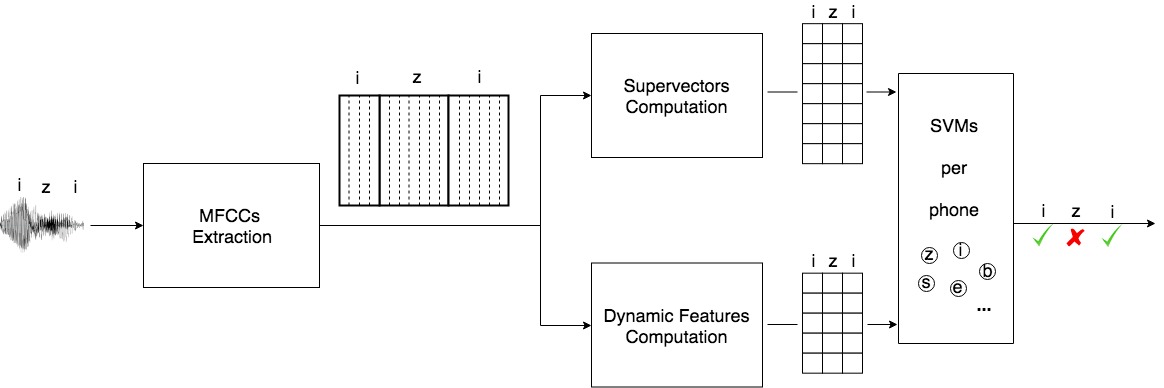 i z i
MFCCs
Extraction
i z i
Supervectors
Computation
i z i
Dynamic Features
Computation
i z i
SVMs
per
phone
z i
s e b
...
i z i